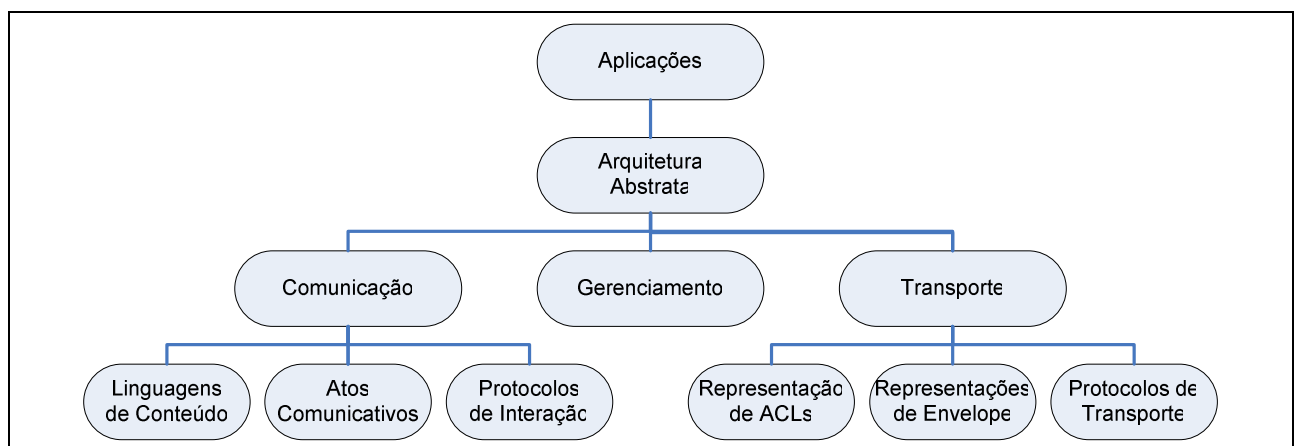 Aplicações
Arquitetura
Abstrata
Comunicação
Gerenciamento
Transporte
Linguagens
de Conteúdo
Atos
Comunicativos
Protocolos
de Interação
Representação
de ACLs
Representações
de Envelope
Protocolos de
Transporte